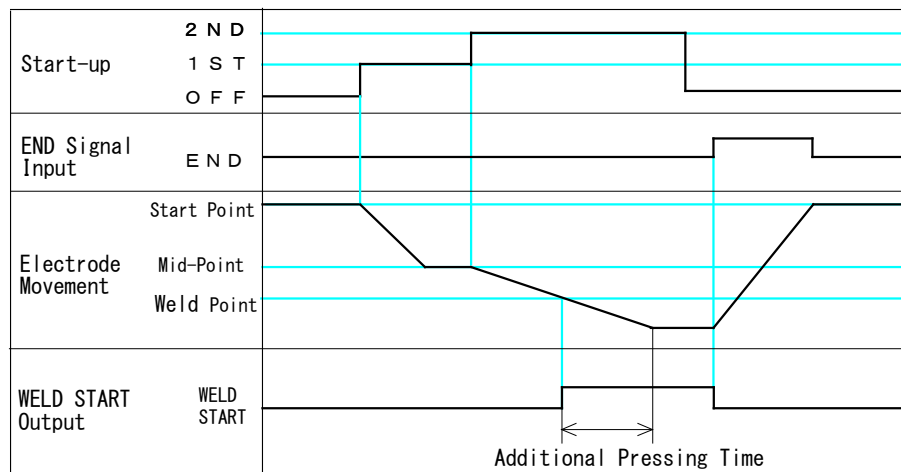 2ND
Start-up
1ST
OFF
END Signal
Input
END
Start Point
Electrode
Movement
Mid-Point
Weld Point
WELD START
Output
WELD
START
Additional Pressing Time